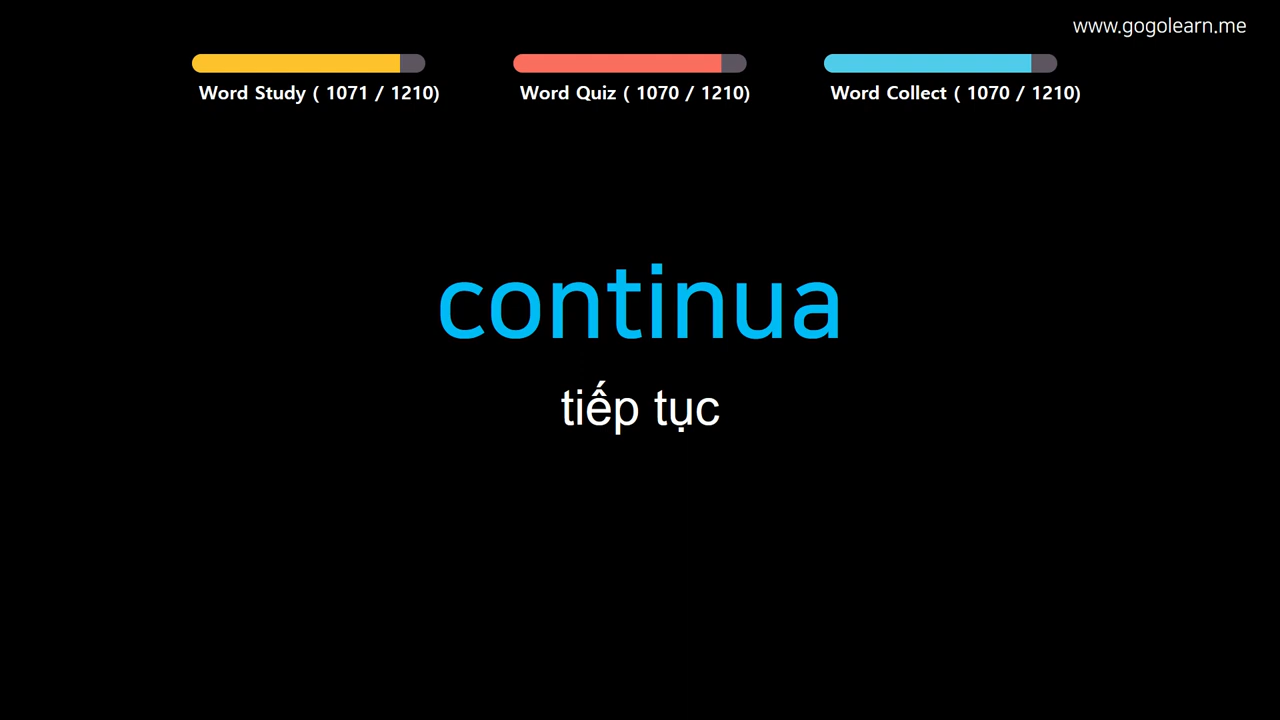 www.gogolearn.me
Word Study ( 1071 / 1210)
Word Quiz ( 1070 / 1210)
Word Collect ( 1070 / 1210)
continua
tiếp tục